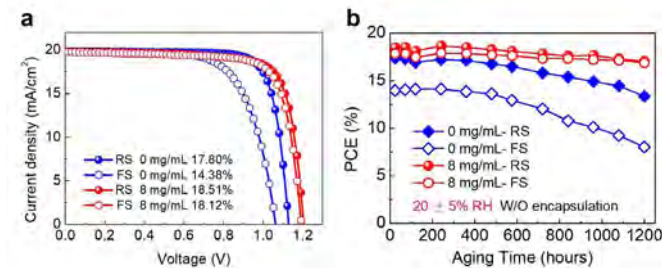 a
Current density (mA/cm²)
20
15
10
5
0
RS 0 mg/mL 17.80%
FS 0 mg/mL 14.38%
RS 8 mg/mL 18.51%
FS 8 mg/mL 18.12%
0.0 0.2 0.4 0.6 0.8 1.0 1.2
Voltage (V)
b
PCE (%)
20
15
10
5
0
0 mg/mL- RS
0 mg/mL- FS
8 mg/mL- RS
8 mg/mL- FS
20 ± 5% RH W/O encapsulation
0 200 400 600 800 1000 1200
Aging Time (hours)